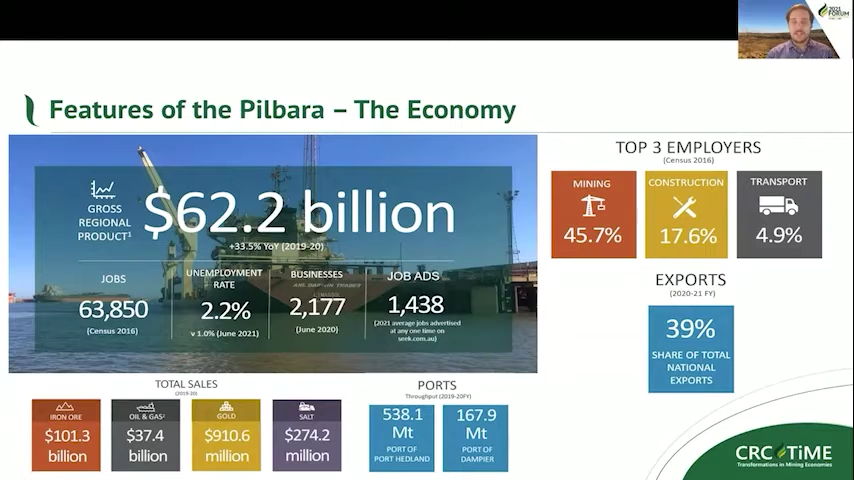 2021
FORUM
Features of the Pilbara – The Economy
GROSS
REGIONAL
PRODUCT¹
$62.2 billion
+33.5% YoY (2019-20)
JOBS
63,850
(Census 2016)
UNEMPLOYMENT
RATE
2.2%
v 1.0% (June 2021)
BUSINESSES
2,177
(June 2020)
JOB ADS
1,438
(2021 average jobs advertised
at any one time on
seek.com.au)
TOP 3 EMPLOYERS
(Census 2016)
MINING
45.7%
CONSTRUCTION
17.6%
TRANSPORT
4.9%
EXPORTS
(2020-21 FY)
39%
SHARE OF TOTAL
NATIONAL
EXPORTS
TOTAL SALES
(2019-20)
IRON ORE
$101.3
billion
OIL & GAS²
$37.4
billion
GOLD
$910.6
million
SALT
$274.2
million
PORTS
Throughput (2019-20FY)
538.1
Mt
PORT OF
PORT HEDLAND
167.9
Mt
PORT OF
DAMPIER
CRC TiME
Transformations in Mining Economies